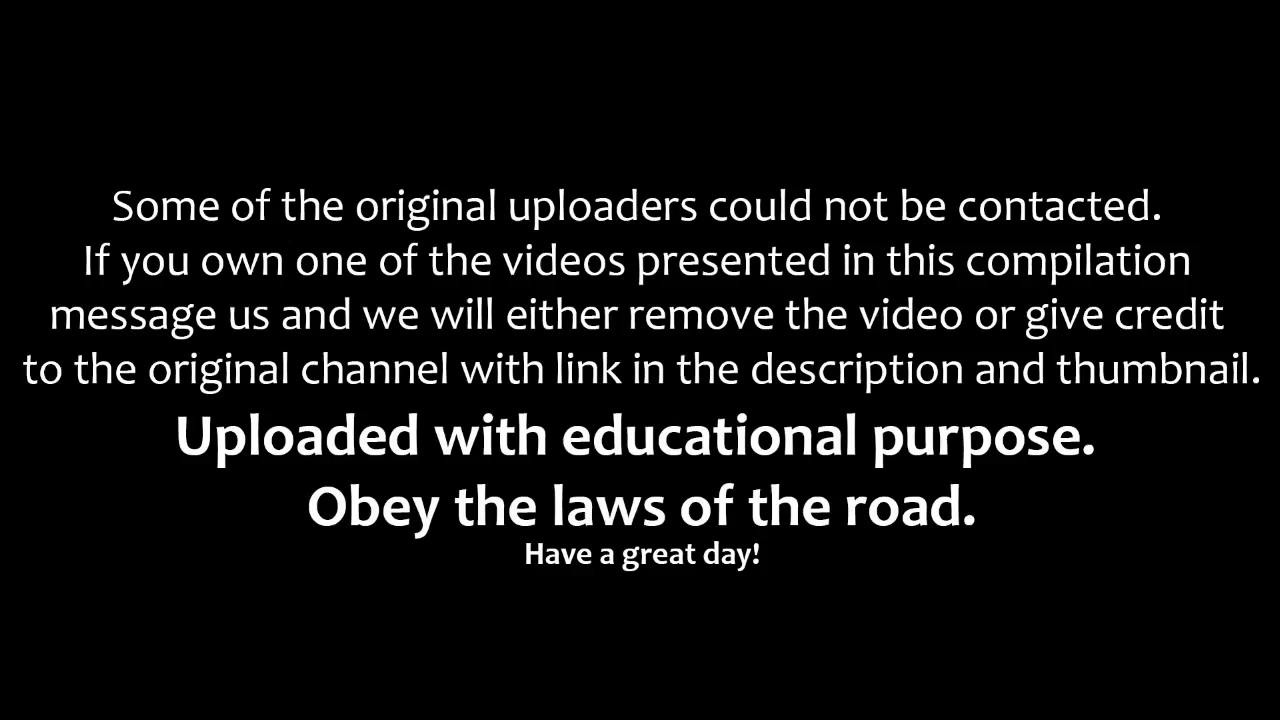 Some of the original uploaders could not be contacted.
If you own one of the videos presented in this compilation
message us and we will either remove the video or give credit
to the original channel with link in the description and thumbnail.
Uploaded with educational purpose.
Obey the laws of the road.
Have a great day!